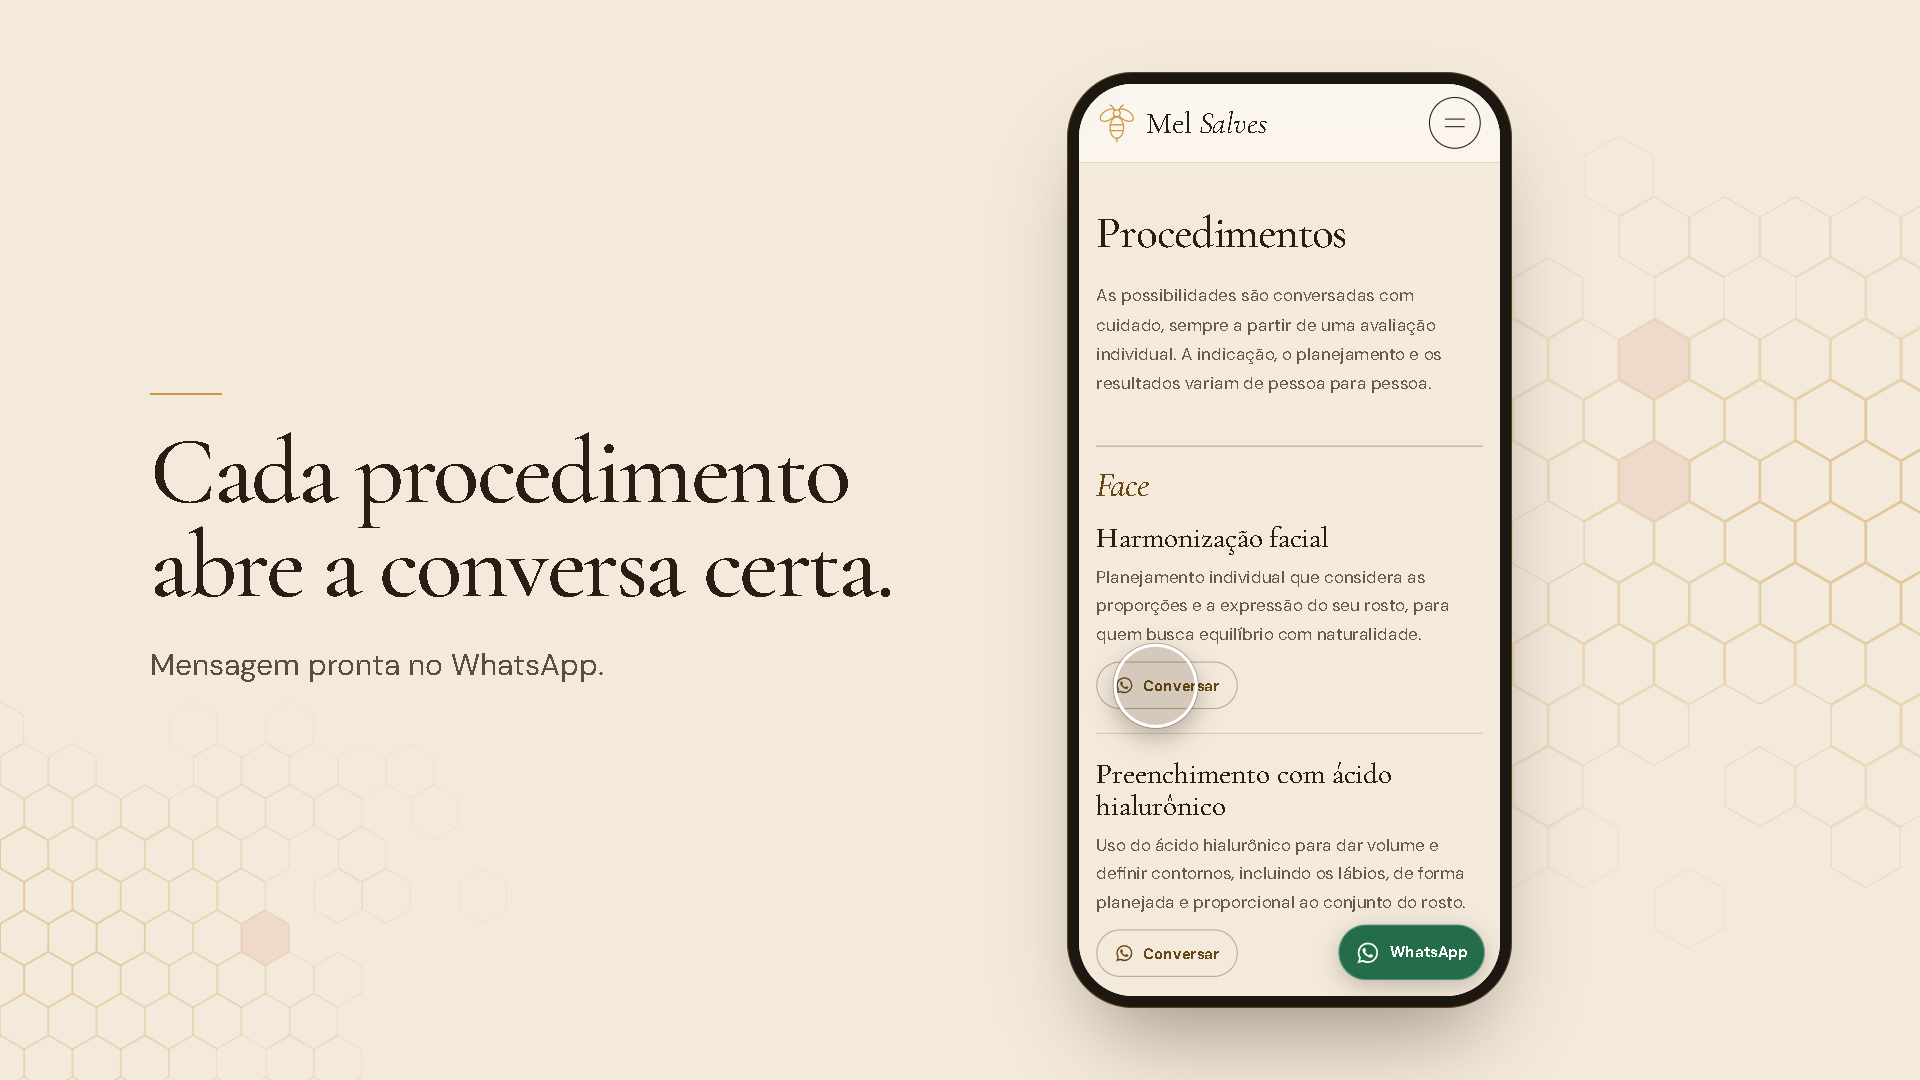 Cada procedimento
abre a conversa certa.
Mensagem pronta no WhatsApp.
Mel Salves
Procedimentos
As possibilidades são conversadas com
cuidado, sempre a partir de uma avaliação
individual. A indicação, o planejamento e os
resultados variam de pessoa para pessoa.
Face
Harmonização facial
Planejamento individual que considera as
proporções e a expressão do seu rosto, para
quem busca equilíbrio com naturalidade.
Conversar
Preenchimento com ácido
hialurônico
Uso do ácido hialurônico para dar volume e
definir contornos, incluindo os lábios, de forma
planejada e proporcional ao conjunto do rosto.
Conversar
WhatsApp